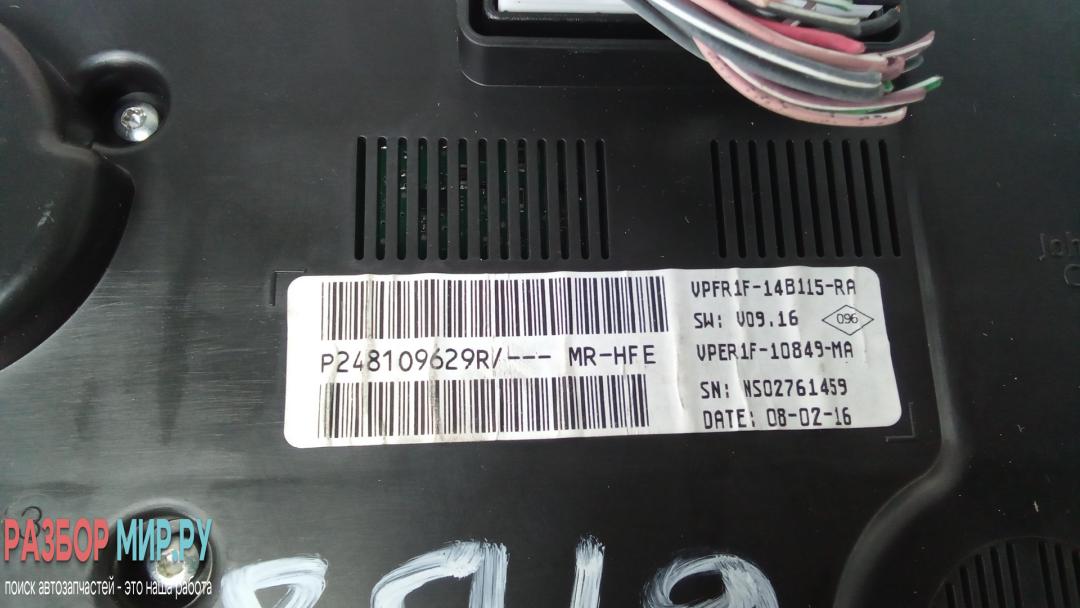 P248109629R/--- MR-HFE
VPFR1F-14B115-RA
SW: V09.16
096
VPER1F-10849-MA
SN: NS02761459
DATE: 08-02-16
3
РАЗБОР МИР.РУ
поиск автозапчастей - это наша работа